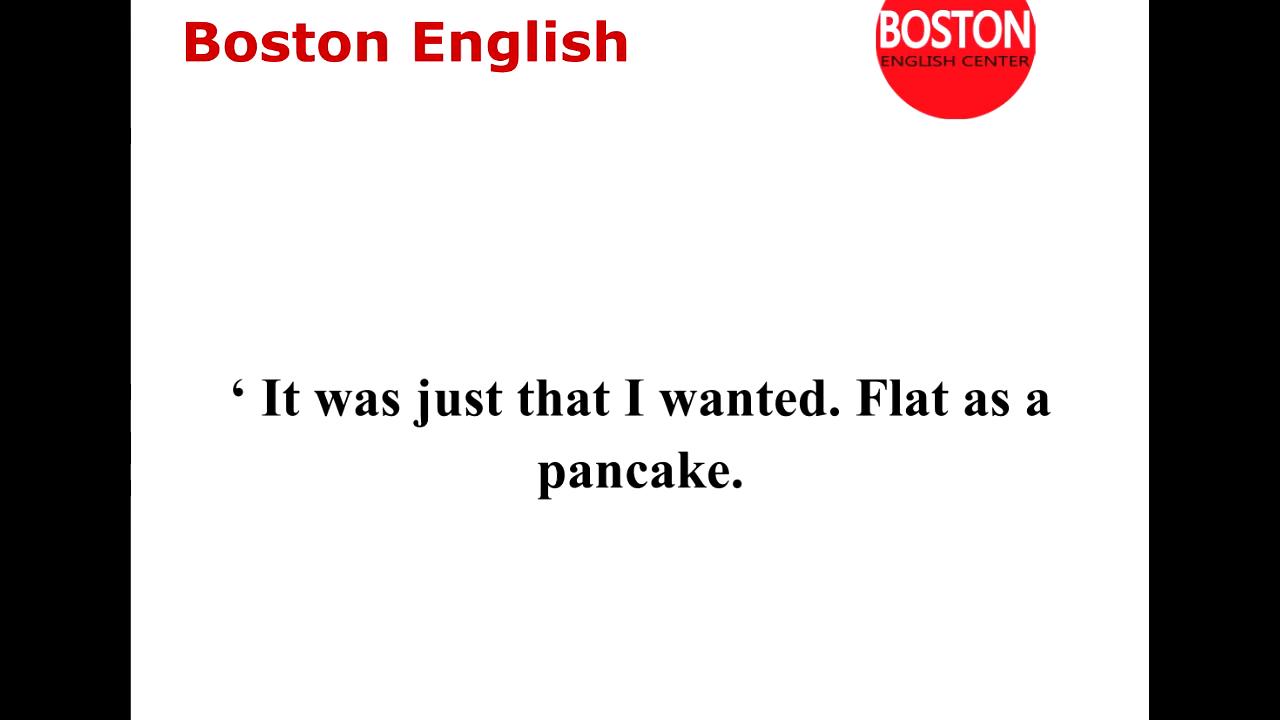 Boston English
BOSTON
ENGLISH CENTER
‘ It was just that I wanted. Flat as a
pancake.